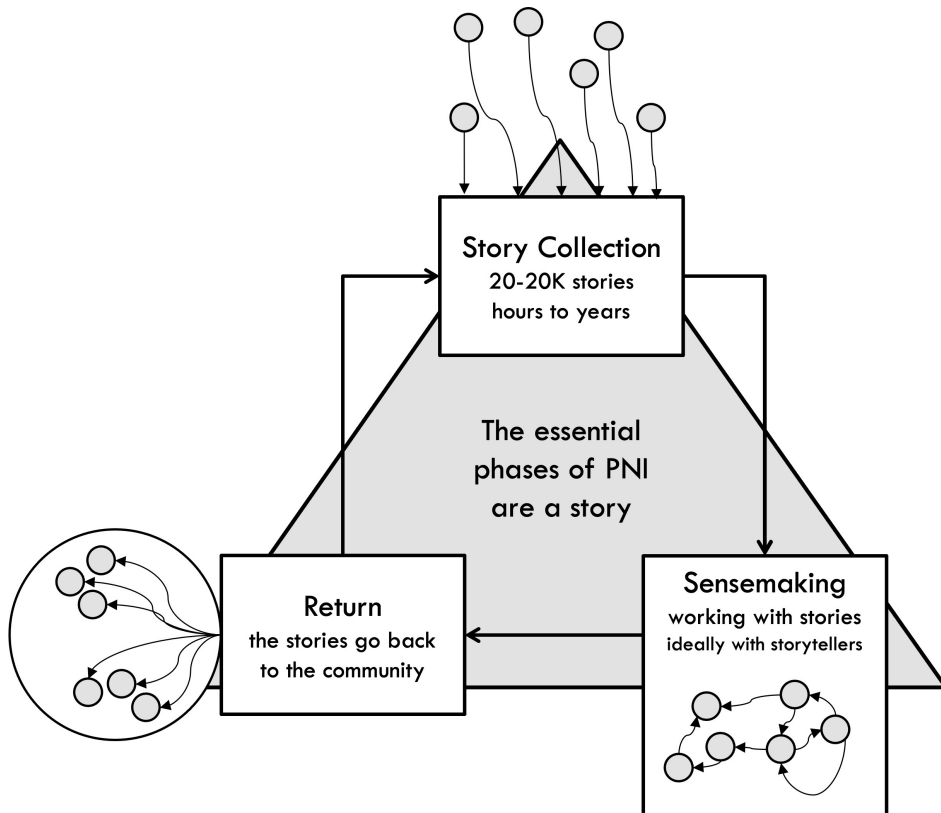 Story Collection
20-20K stories
hours to years
The essential
phases of PNI
are a story
Return
the stories go back
to the community
Sensemaking
working with stories
ideally with storytellers